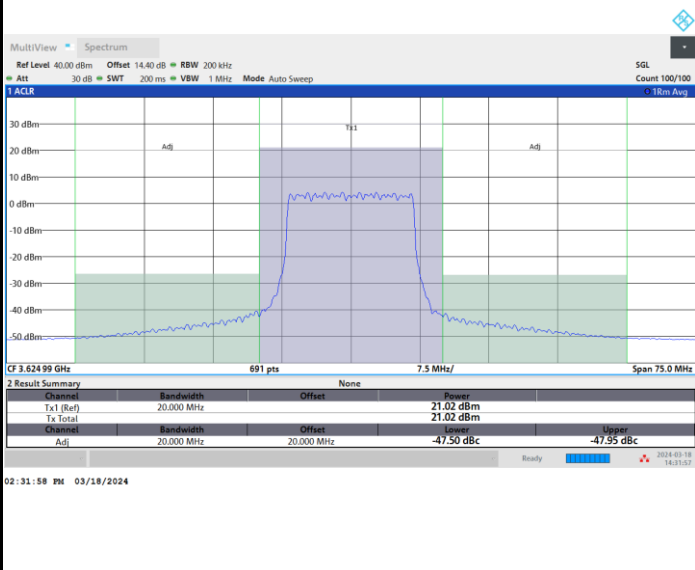 MultiView Spectrum
Ref Level 40.00 dBm Offset 14.40 dB RBW 200 kHz SGL
Att 30 dB SWT 200 ms VBW 1 MHz Mode Auto Sweep Count 100/100
1 ACLR 1Rm Avg
30 dBm
Tx1
20 dBm Adj Adj
10 dBm
0 dBm
-10 dBm
-20 dBm
-30 dBm
-40 dBm
-50 dBm
CF 3.624 99 GHz 691 pts 7.5 MHz/ Span 75.0 MHz
2 Result Summary None
Channel Bandwidth Offset Power
Tx1 (Ref) 20.000 MHz 21.02 dBm
Tx Total 21.02 dBm
Channel Bandwidth Offset Lower Upper
Adj 20.000 MHz 20.000 MHz -47.50 dBc -47.95 dBc
Ready 2024-03-18
14:31:57
02:31:58 PM 03/18/2024